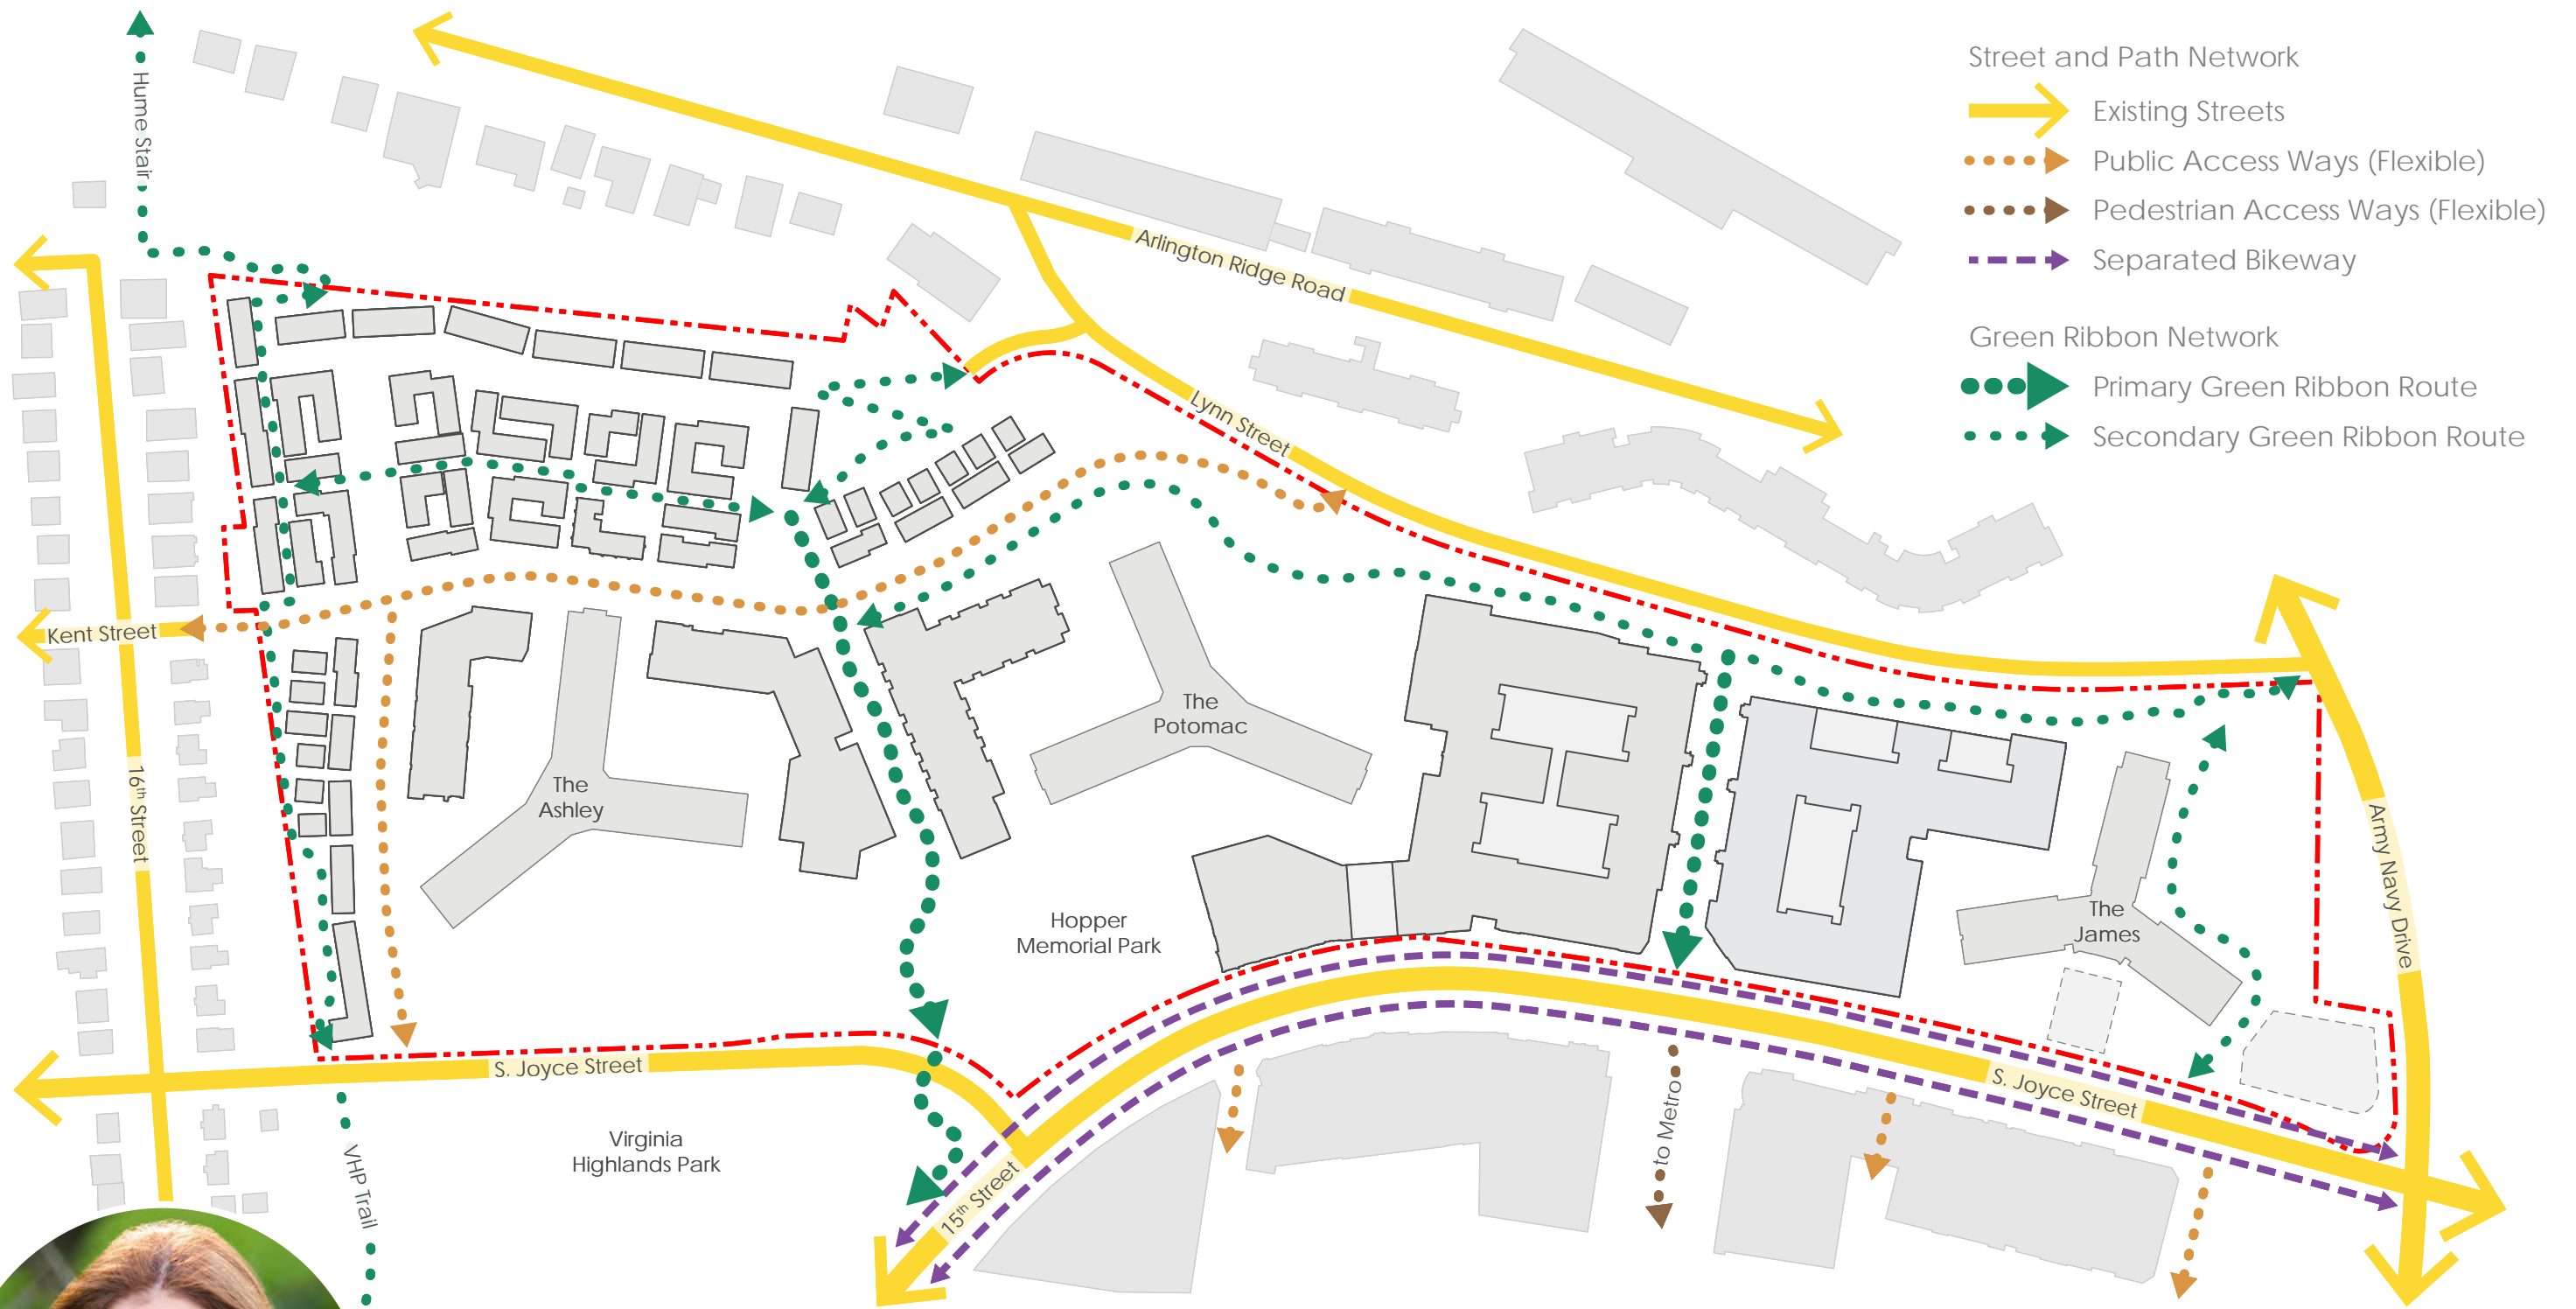 Street and Path Network
Existing Streets
Public Access Ways (Flexible)
Pedestrian Access Ways (Flexible)
Separated Bikeway
Green Ribbon Network
Primary Green Ribbon Route
Secondary Green Ribbon Route
Hume Stair
Arlington Ridge Road
Lynn Street
Kent Street
16th Street
The
Ashley
The
Potomac
Hopper
Memorial Park
The
James
Army Navy Drive
S. Joyce Street
S. Joyce Street
Virginia
Highlands Park
VHP Trail
15th Street
to Metro